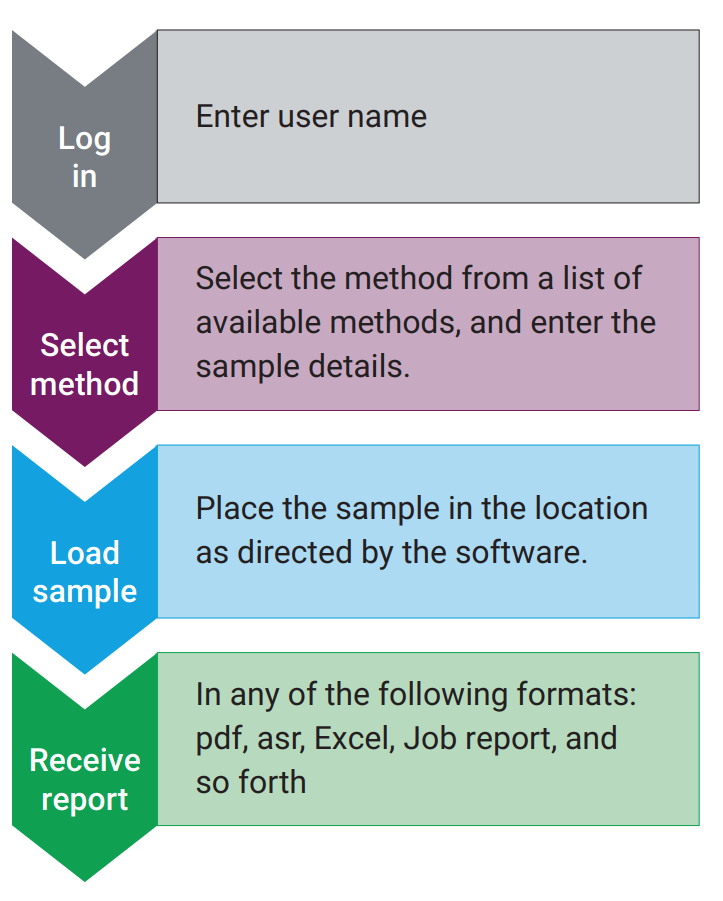 Log
in
Enter user name
Select
method
Select the method from a list of
available methods, and enter the
sample details.
Load
sample
Place the sample in the location
as directed by the software.
Receive
report
In any of the following formats:
pdf, asr, Excel, Job report, and
so forth